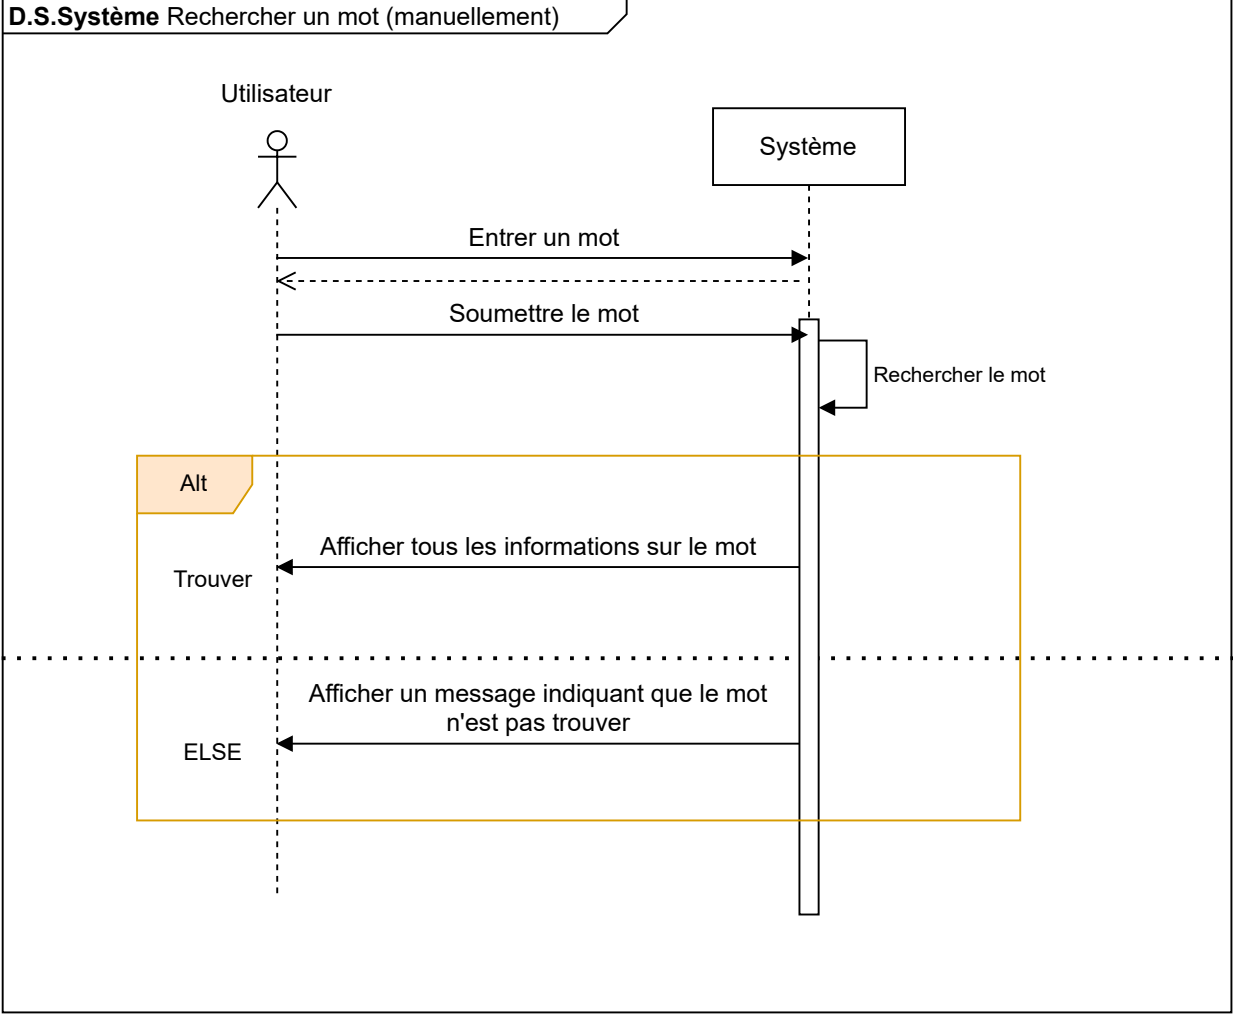 D.S.Système Rechercher un mot (manuellement)
Utilisateur
Système
Entrer un mot
Soumettre le mot
Rechercher le mot
Alt
Afficher tous les informations sur le mot
Trouver
Afficher un message indiquant que le mot
n'est pas trouver
ELSE